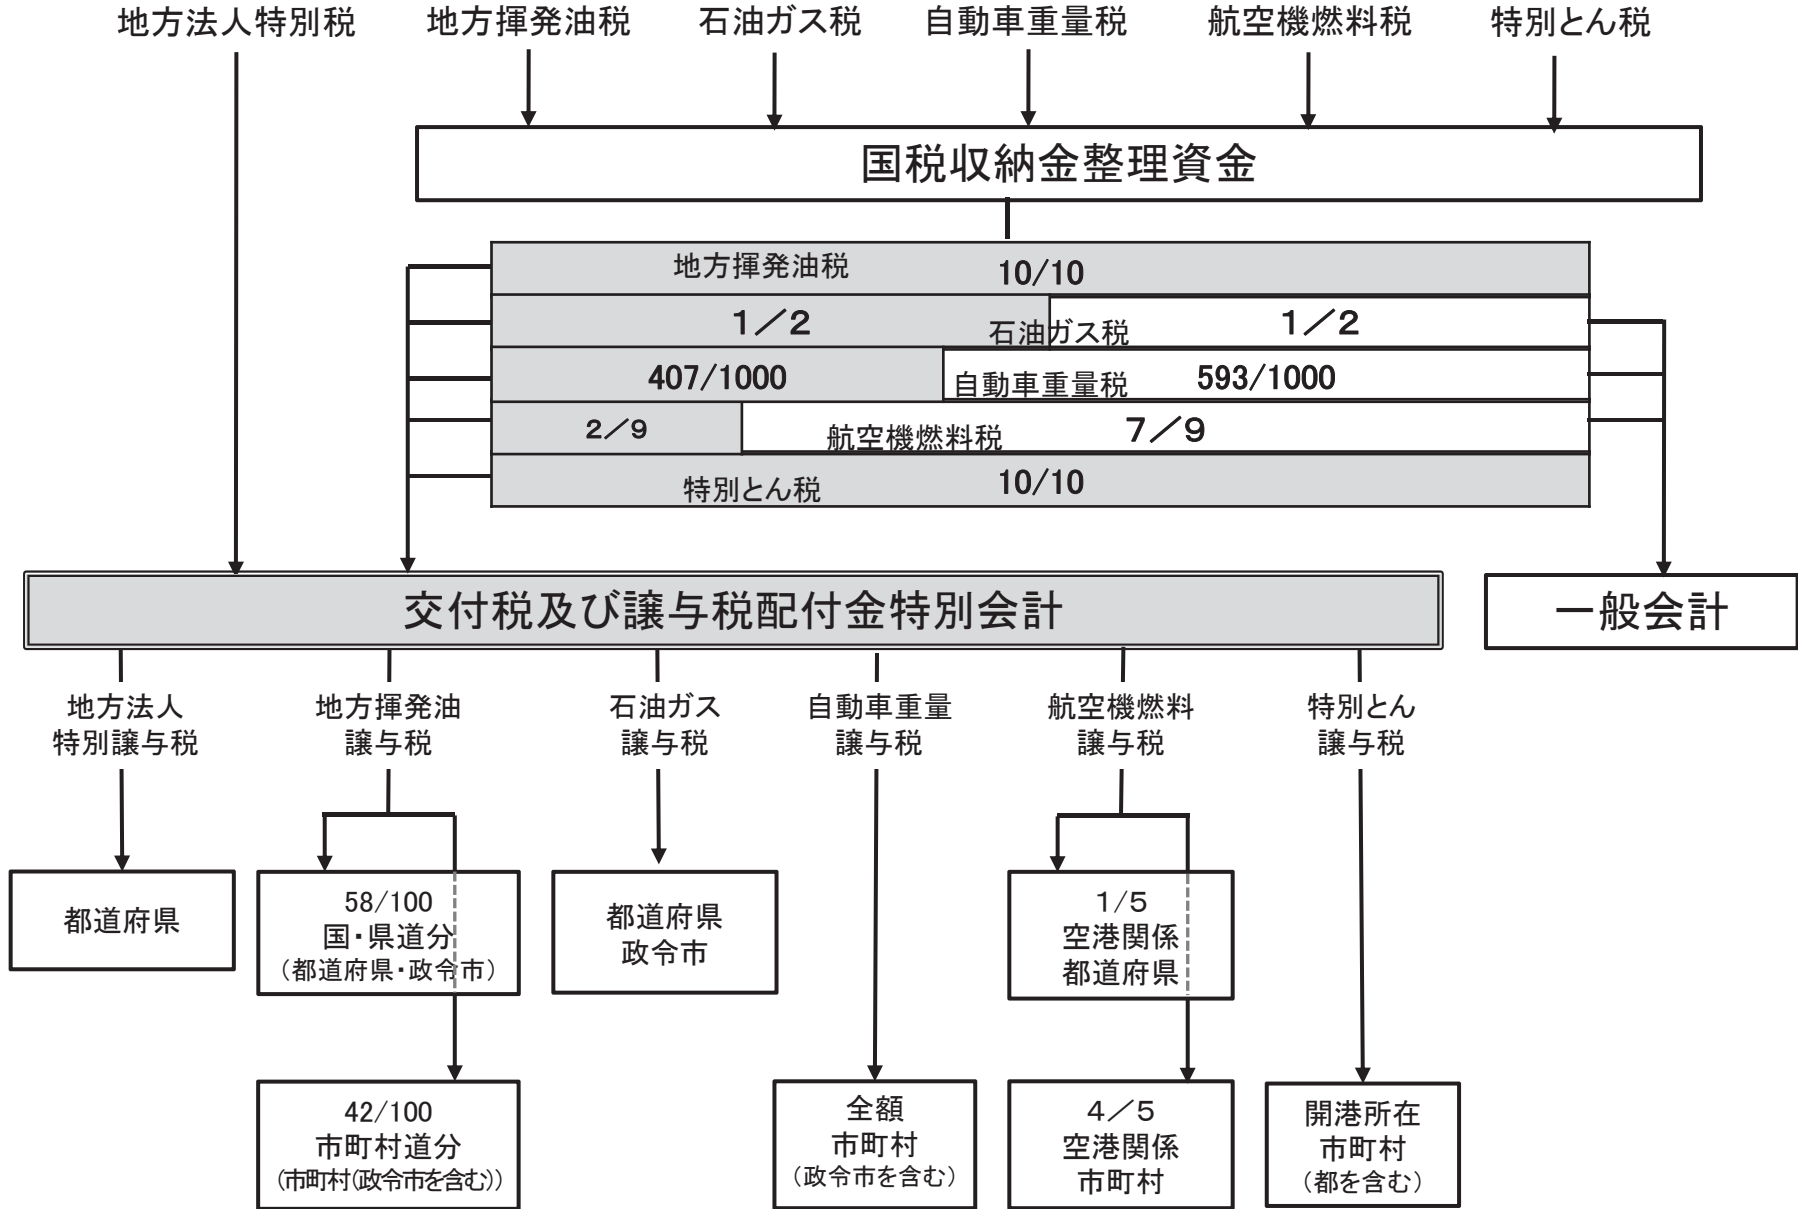 地方法人特別税
地方揮発油税
石油ガス税
自動車重量税
航空機燃料税
特別とん税
国税収納金整理資金
地方揮発油税
10/10
1／2
石油ガス税
1／2
407/1000
自動車重量税
593/1000
2／9
航空機燃料税
7／9
特別とん税
10/10
交付税及び譲与税配付金特別会計
一般会計
地方法人
特別譲与税
地方揮発油
譲与税
石油ガス
譲与税
自動車重量
譲与税
航空機燃料
譲与税
特別とん
譲与税
都道府県
58/100
国・県道分
（都道府県・政令市）
都道府県
政令市
1/5
空港関係
都道府県
42/100
市町村道分
(市町村(政令市を含む))
全額
市町村
（政令市を含む）
4／5
空港関係
市町村
開港所在
市町村
（都を含む）